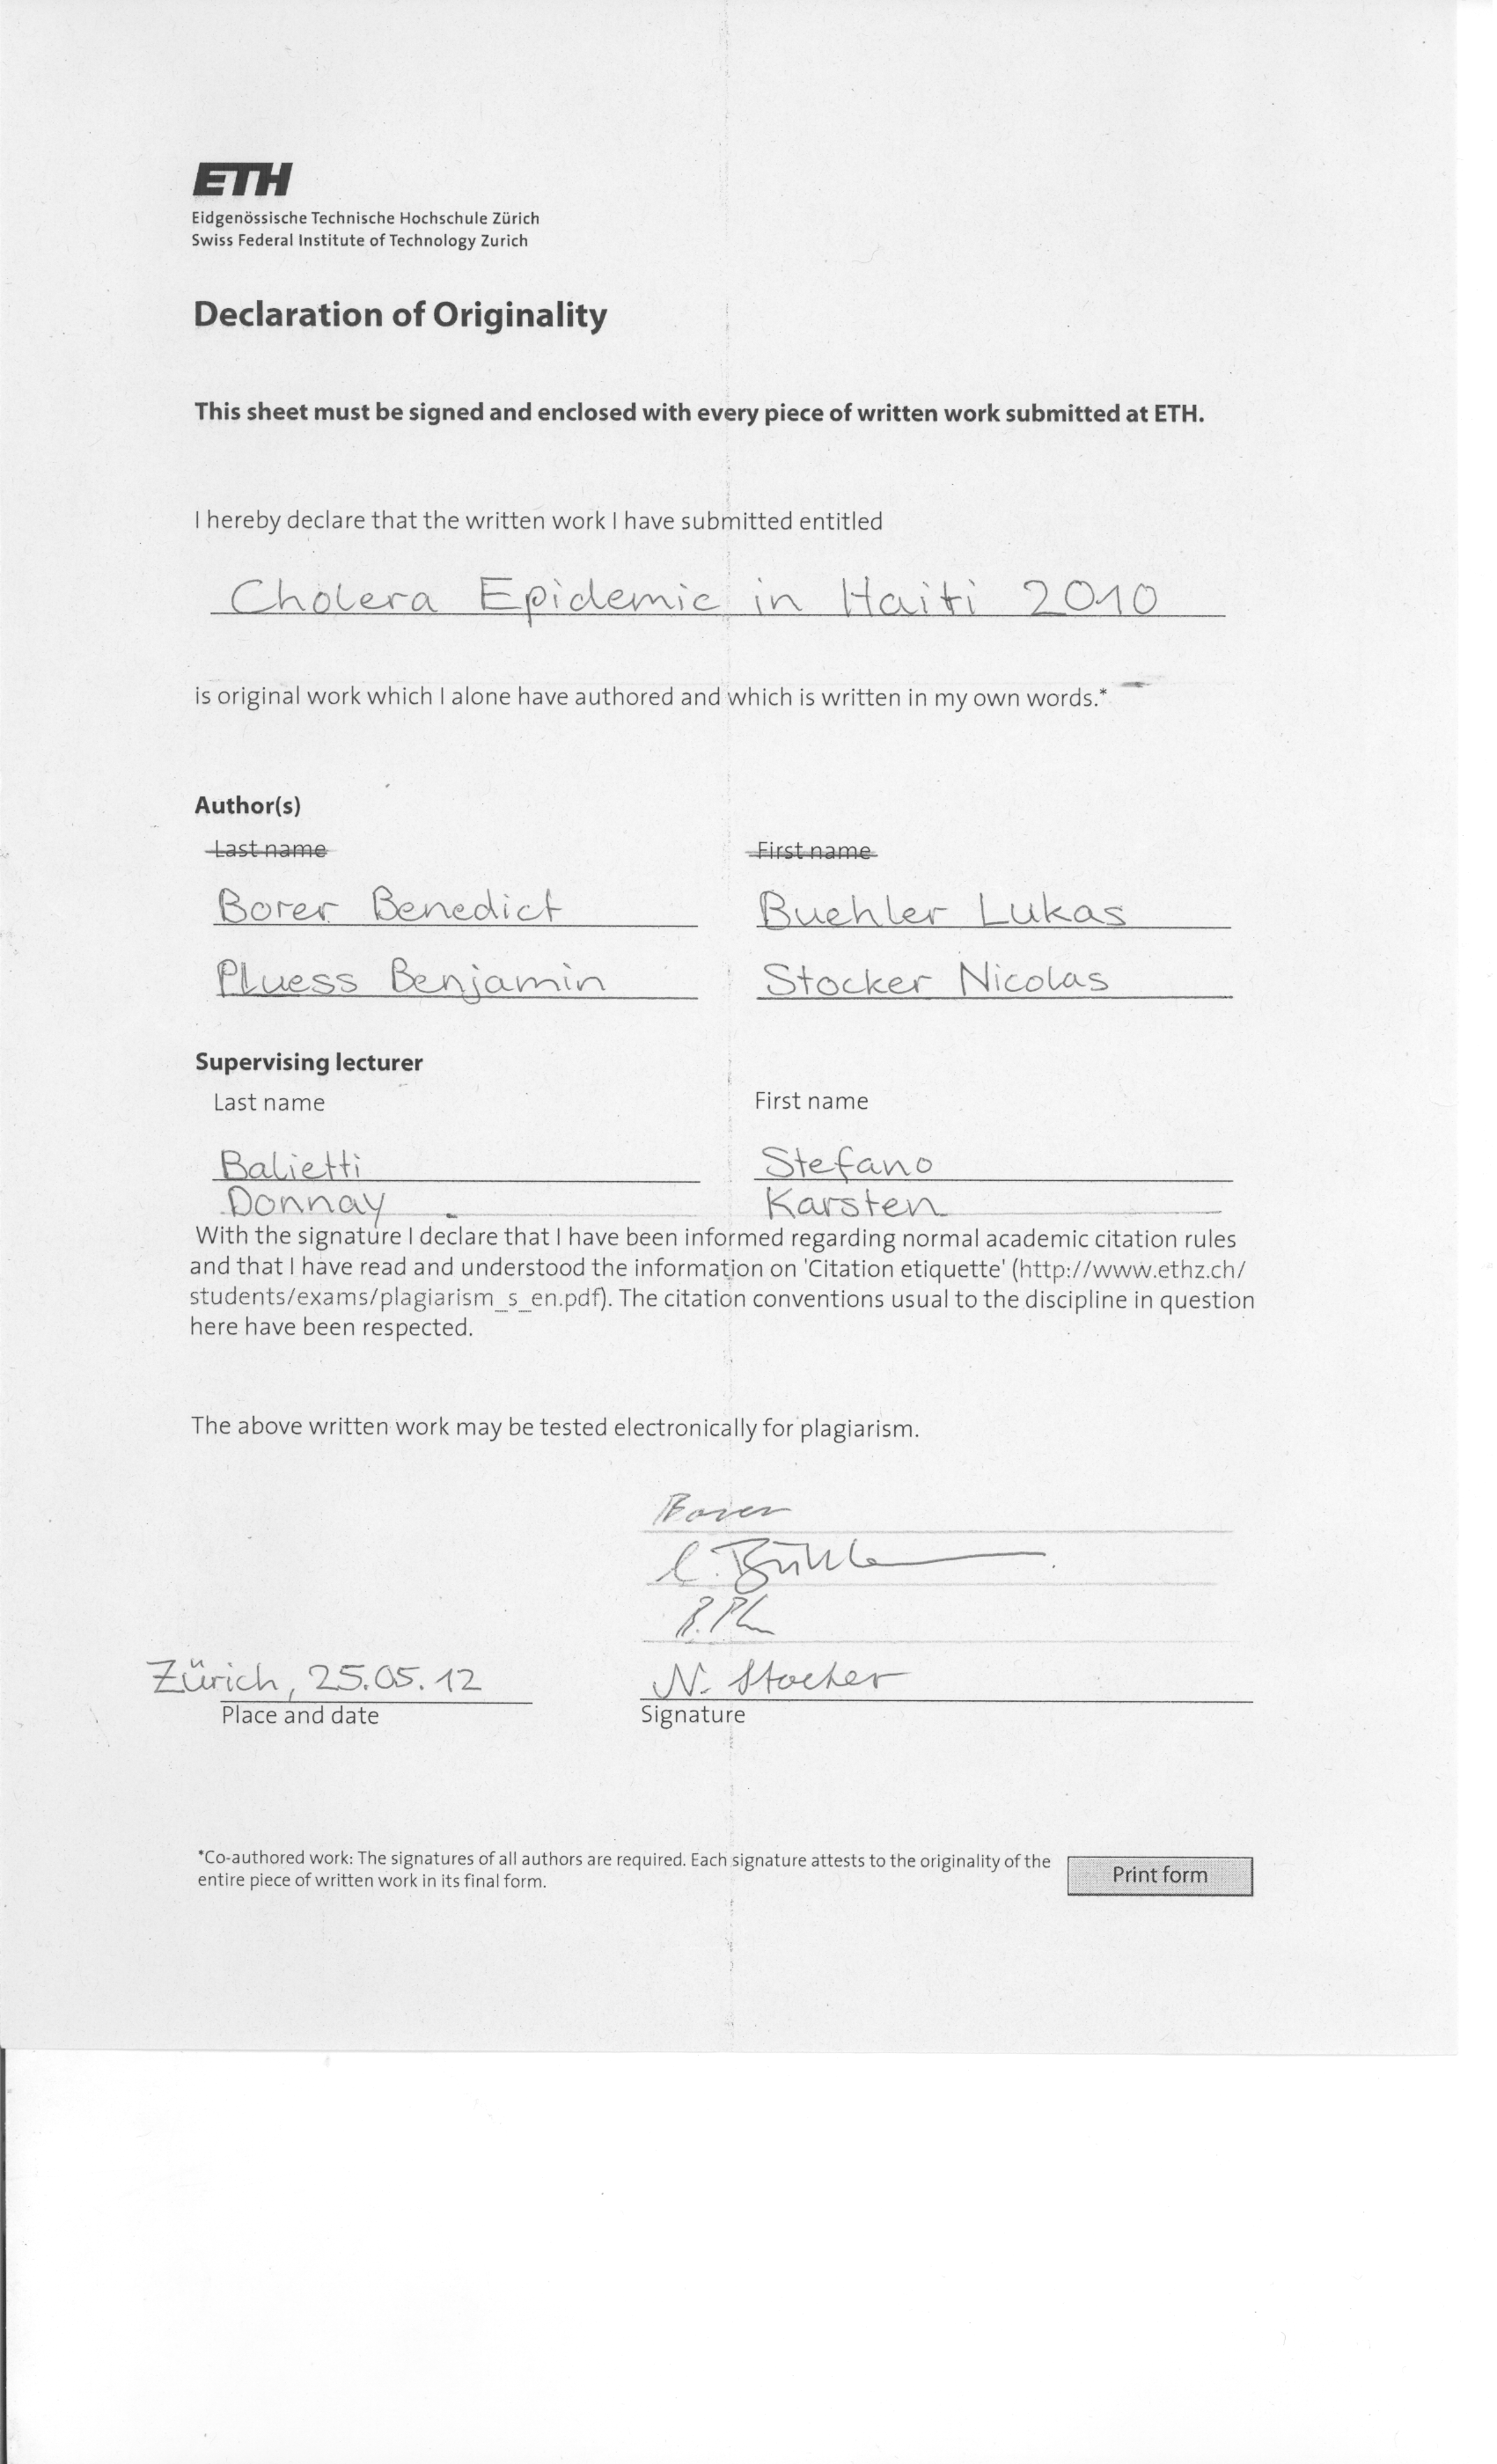 ETH
Eidgenössische Technische Hochschule Zürich
Swiss Federal Institute of Technology Zurich
Declaration of Originality
This sheet must be signed and enclosed with every piece of written work submitted at ETH.
I hereby declare that the written work I have submitted entitled
Cholera Epidemic in Haiti 2010
is original work which I alone have authored and which is written in my own words.*
Author(s)
Last name First name
Borer Benedict Buehler Lukas
Pluess Benjamin Stocker Nicolas
Supervising lecturer
Last name First name
Balietti Stefano
Donnay Karsten
With the signature I declare that I have been informed regarding normal academic citation rules
and that I have read and understood the information on 'Citation etiquette' (http://www.ethz.ch/
students/exams/plagiarism_s_en.pdf). The citation conventions usual to the discipline in question
here have been respected.
The above written work may be tested electronically for plagiarism.
Borer
L. Bühler
B. Pl
Zürich, 25.05.12 N. Stocker
Place and date Signature
*Co-authored work: The signatures of all authors are required. Each signature attests to the originality of the
entire piece of written work in its final form.
Print form